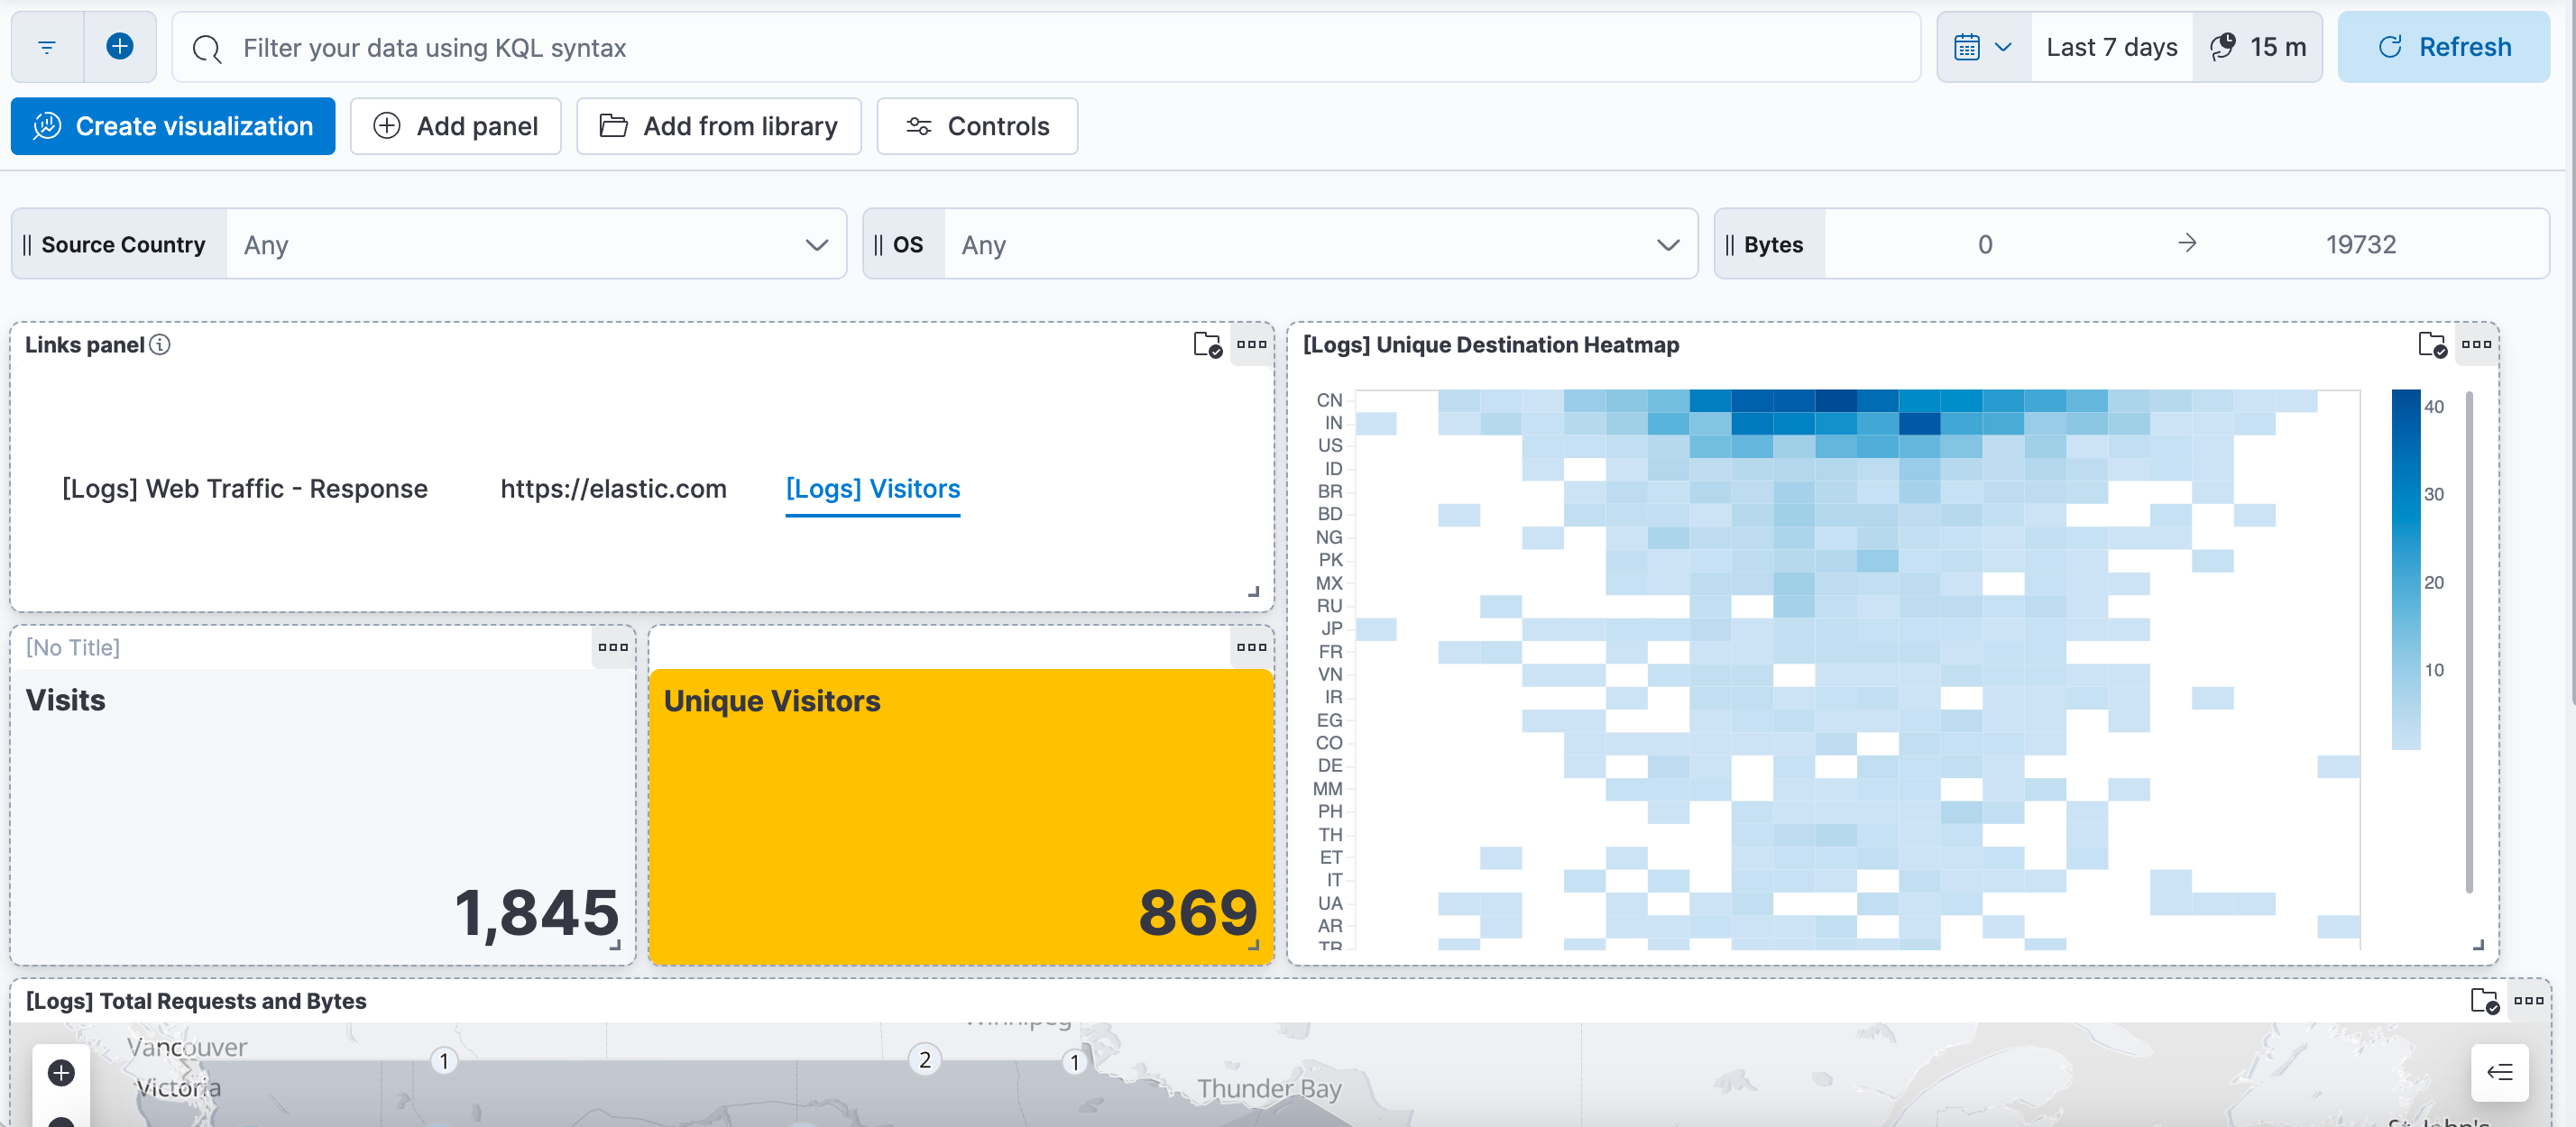 Filter your data using KQL syntax
Last 7 days
15 m
Refresh
Create visualization
Add panel
Add from library
Controls
Source Country
Any
OS
Any
Bytes
0
→
19732
Links panel
[Logs] Web Traffic - Response
https://elastic.com
[Logs] Visitors
[Logs] Unique Destination Heatmap
CN
IN
US
ID
BR
BD
NG
PK
MX
RU
JP
FR
VN
IR
EG
CO
DE
MM
PH
TH
ET
IT
UA
AR
TR
40
30
20
10
[No Title]
Visits
1,845
Unique Visitors
869
[Logs] Total Requests and Bytes
Winnipeg
Vancouver
1
2
1
Victoria
Thunder Bay
St. John's